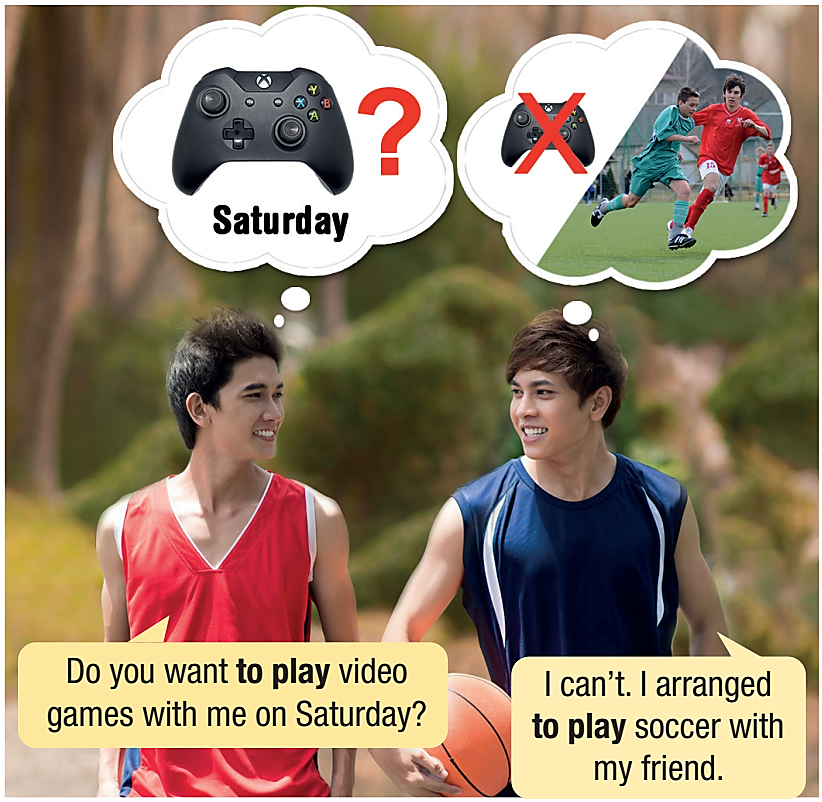 ?
Saturday
Do you want to play video
games with me on Saturday?
I can't. I arranged
to play soccer with
my friend.